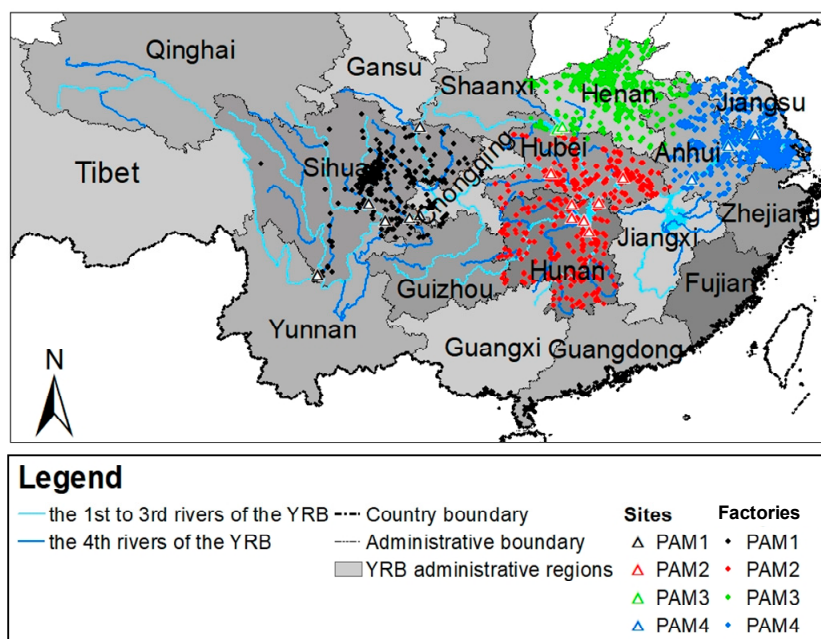 Qinghai
Gansu
Shaanxi
Henan
Jiangsu
Tibet
Sihua
Chongqing
Hubei
Anhui
Zhejiang
Jiangxi
Hunan
Guizhou
Fujian
Yunnan
Guangxi
Guangdong
N
Legend
the 1st to 3rd rivers of the YRB
the 4th rivers of the YRB
Country boundary
Administrative boundary
YRB administrative regions
Sites Factories
PAM1 PAM1
PAM2 PAM2
PAM3 PAM3
PAM4 PAM4